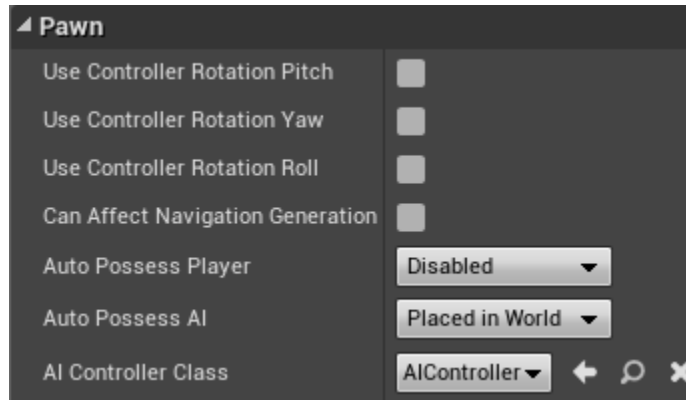 Pawn
Use Controller Rotation Pitch
Use Controller Rotation Yaw
Use Controller Rotation Roll
Can Affect Navigation Generation
Auto Possess Player Disabled
Auto Possess AI Placed in World
AI Controller Class AIController